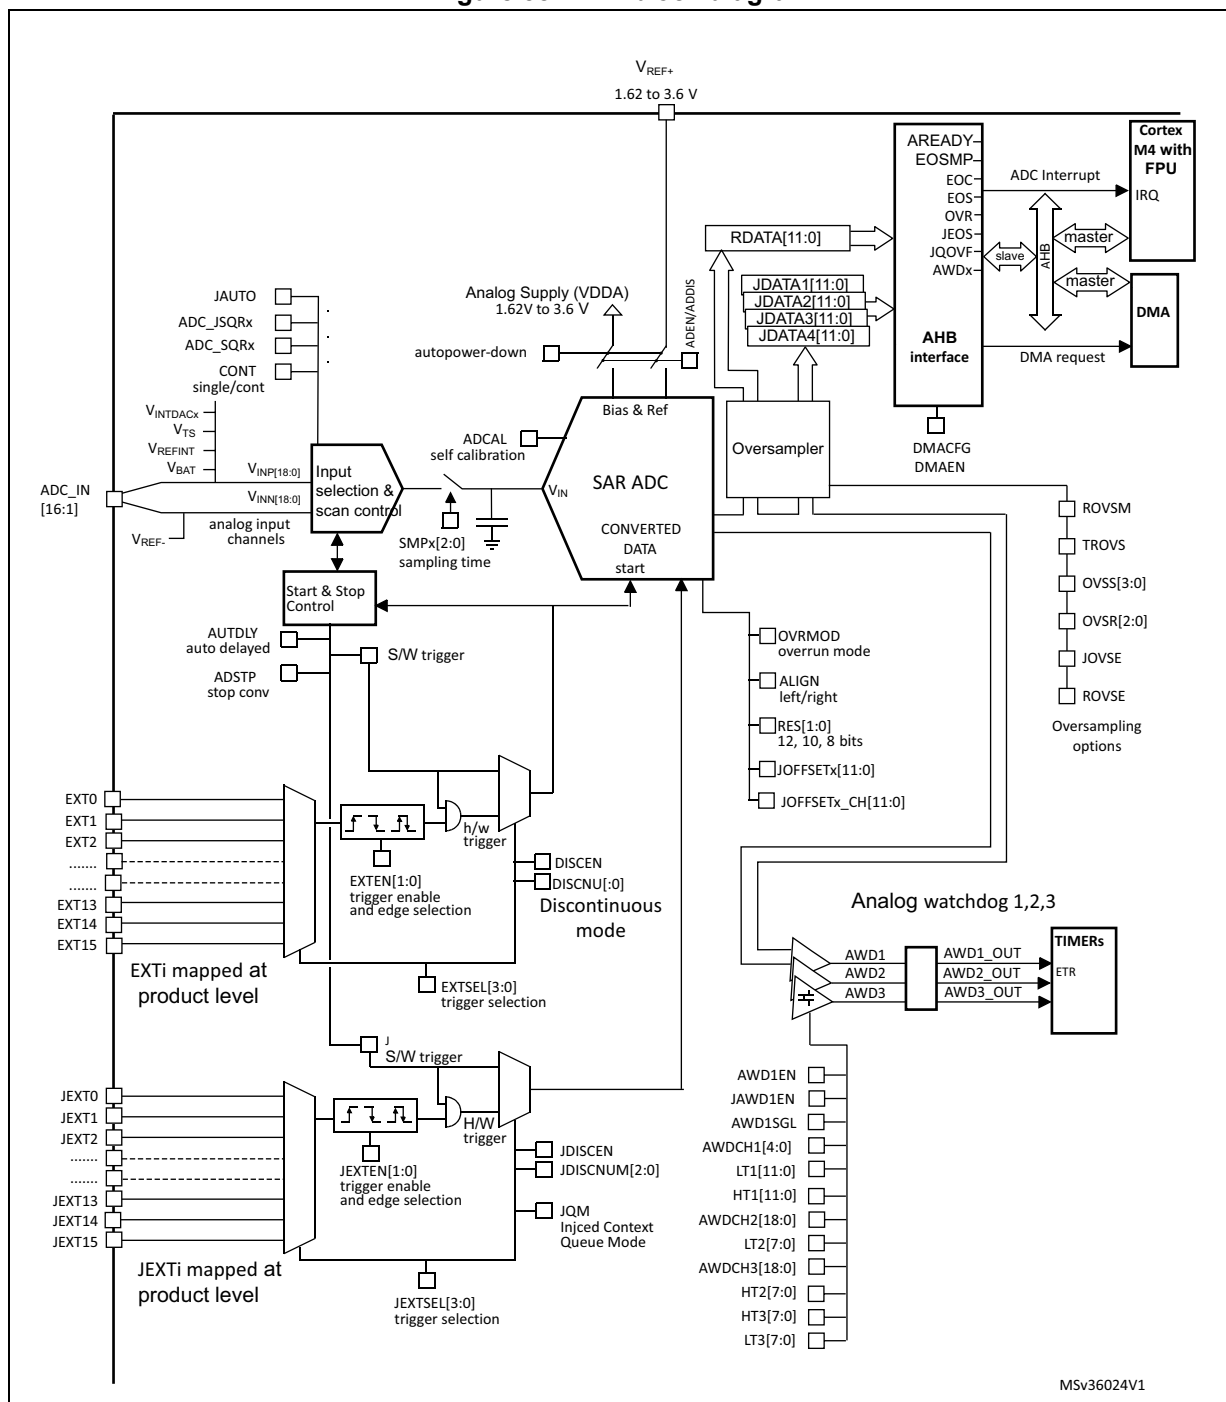 VREF+
1.62 to 3.6 V
AREADY
EOSMP
EOC
EOS
OVR
JEOS
JQOVF
AWDx
AHB
interface
ADC Interrupt
Cortex
M4 with
FPU
IRQ
AHB
slave
master
master
DMA
DMA request
DMACFG
DMAEN
RDATA[11:0]
JDATA1[11:0]
JDATA2[11:0]
JDATA3[11:0]
JDATA4[11:0]
Analog Supply (VDDA)
1.62V to 3.6 V
autopower-down
ADEN/ADDIS
JAUTO
ADC_JSQRx
ADC_SQRx
CONT
single/cont
VINTDACx
VTS
VREFINT
VBAT
ADC_IN
[16:1]
VREF-
VINP[18:0]
VINN[18:0]
analog input
channels
Input
selection &
scan control
SMPx[2:0]
sampling time
ADCAL
self calibration
Bias & Ref
SAR ADC
VIN
CONVERTED
DATA
start
Oversampler
ROVSM
TROVS
OVSS[3:0]
OVSR[2:0]
JOVSE
ROVSE
Oversampling
options
Start & Stop
Control
AUTDLY
auto delayed
ADSTP
stop conv
S/W trigger
OVRMOD
overrun mode
ALIGN
left/right
RES[1:0]
12, 10, 8 bits
JOFFSETx[11:0]
JOFFSETx_CH[11:0]
EXT0
EXT1
EXT2
.......
.......
EXT13
EXT14
EXT15
EXTi mapped at
product level
h/w
trigger
EXTEN[1:0]
trigger enable
and edge selection
DISCEN
DISCNU[:0]
Discontinuous
mode
EXTSEL[3:0]
trigger selection
J
S/W trigger
JEXT0
JEXT1
JEXT2
.......
.......
JEXT13
JEXT14
JEXT15
JEXTi mapped at
product level
H/W
trigger
JEXTEN[1:0]
trigger enable
and edge selection
JDISCEN
JDISCNUM[2:0]
JQM
Injced Context
Queue Mode
JEXTSEL[3:0]
trigger selection
Analog watchdog 1,2,3
AWD1
AWD2
AWD3
AWD1_OUT
AWD2_OUT
AWD3_OUT
TIMERs
ETR
AWD1EN
JAWD1EN
AWD1SGL
AWDCH1[4:0]
LT1[11:0]
HT1[11:0]
AWDCH2[18:0]
LT2[7:0]
AWDCH3[18:0]
HT2[7:0]
HT3[7:0]
LT3[7:0]
MSv36024V1